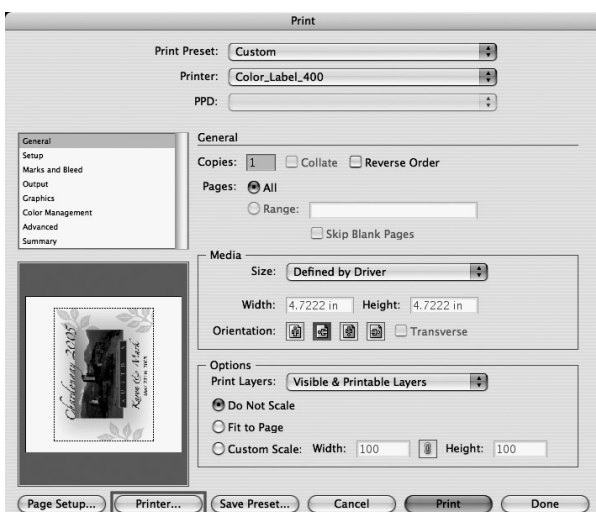 Print
Print Preset: Custom
Printer: Color_Label_400
PPD:
General
Setup
Marks and Bleed
Output
Graphics
Color Management
Advanced
Summary
General
Copies: 1 Collate Reverse Order
Pages: All
Range:
Skip Blank Pages
Media
Size: Defined by Driver
Width: 4.7222 in Height: 4.7222 in
Orientation: Transverse
Options
Print Layers: Visible & Printable Layers
Do Not Scale
Fit to Page
Custom Scale: Width: 100 Height: 100
Chardonnay 2005
Karen & Mark
Page Setup... Printer... Save Preset... Cancel Print Done